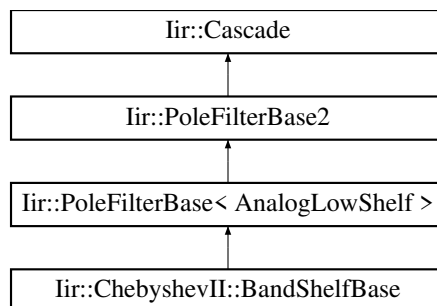 Iir::Cascade
Iir::PoleFilterBase2
Iir::PoleFilterBase< AnalogLowShelf >
Iir::ChebyshevII::BandShelfBase